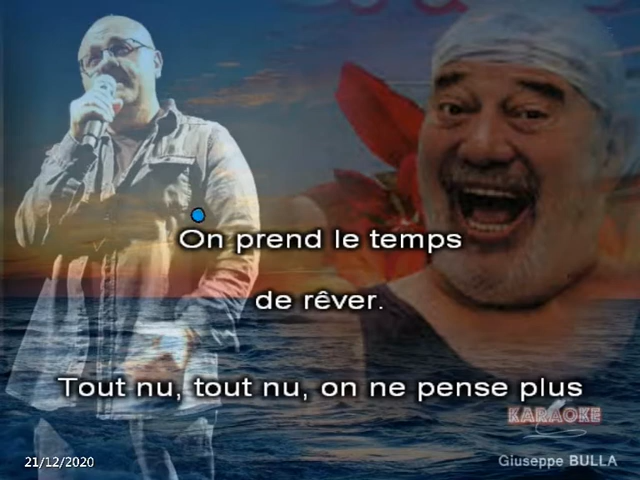 On prend le temps
de rêver.
Tout nu, tout nu, on ne pense plus
KARAOKE
21/12/2020
Giuseppe BULLA